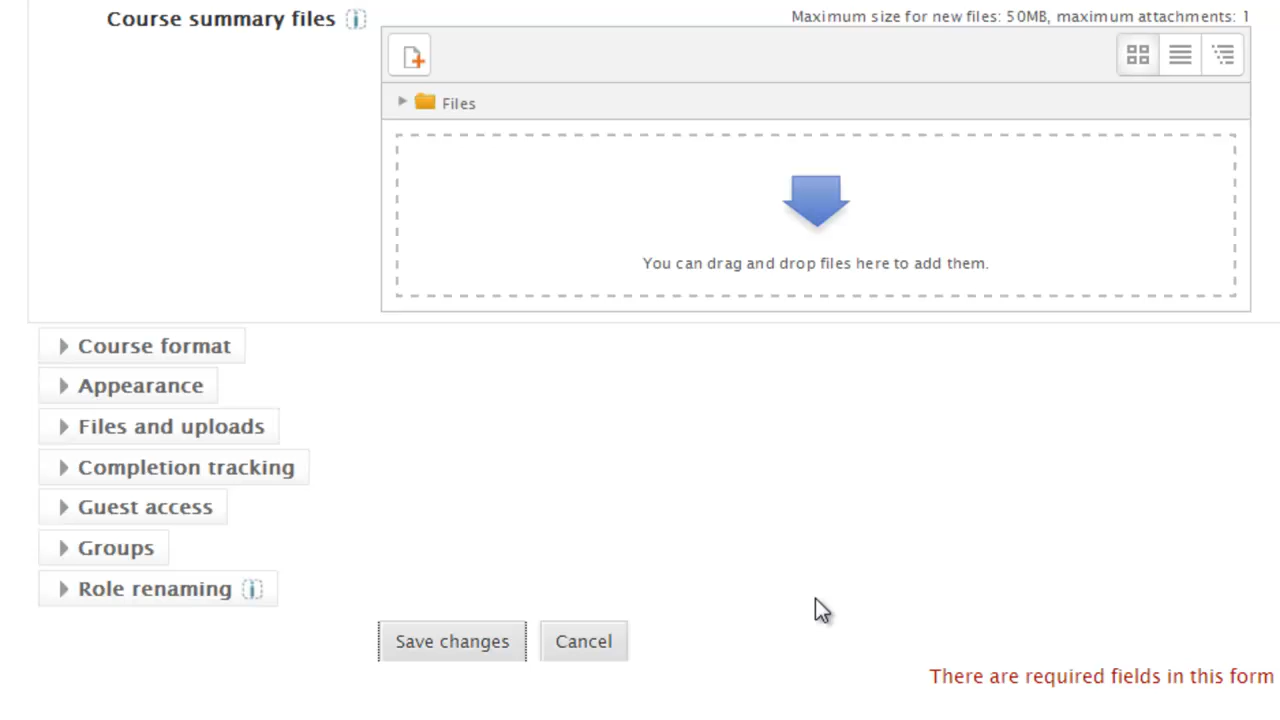 Course summary files
Maximum size for new files: 50MB, maximum attachments: 1
Files
You can drag and drop files here to add them.
Course format
Appearance
Files and uploads
Completion tracking
Guest access
Groups
Role renaming
Save changes
Cancel
There are required fields in this form